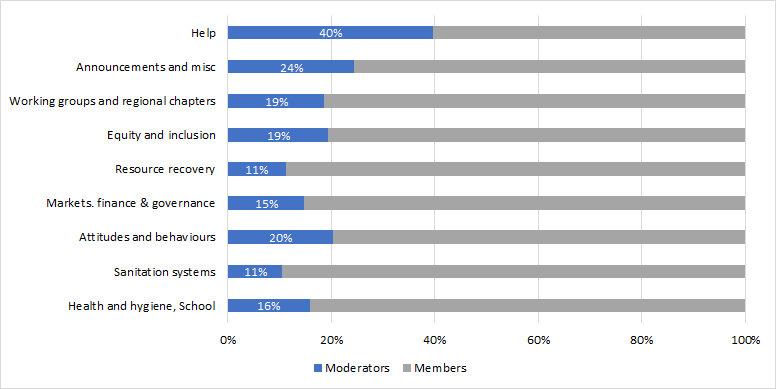 Help 40%
Announcements and misc 24%
Working groups and regional chapters 19%
Equity and inclusion 19%
Resource recovery 11%
Markets. finance & governance 15%
Attitudes and behaviours 20%
Sanitation systems 11%
Health and hygiene, School 16%
0% 20% 40% 60% 80% 100%
Moderators Members